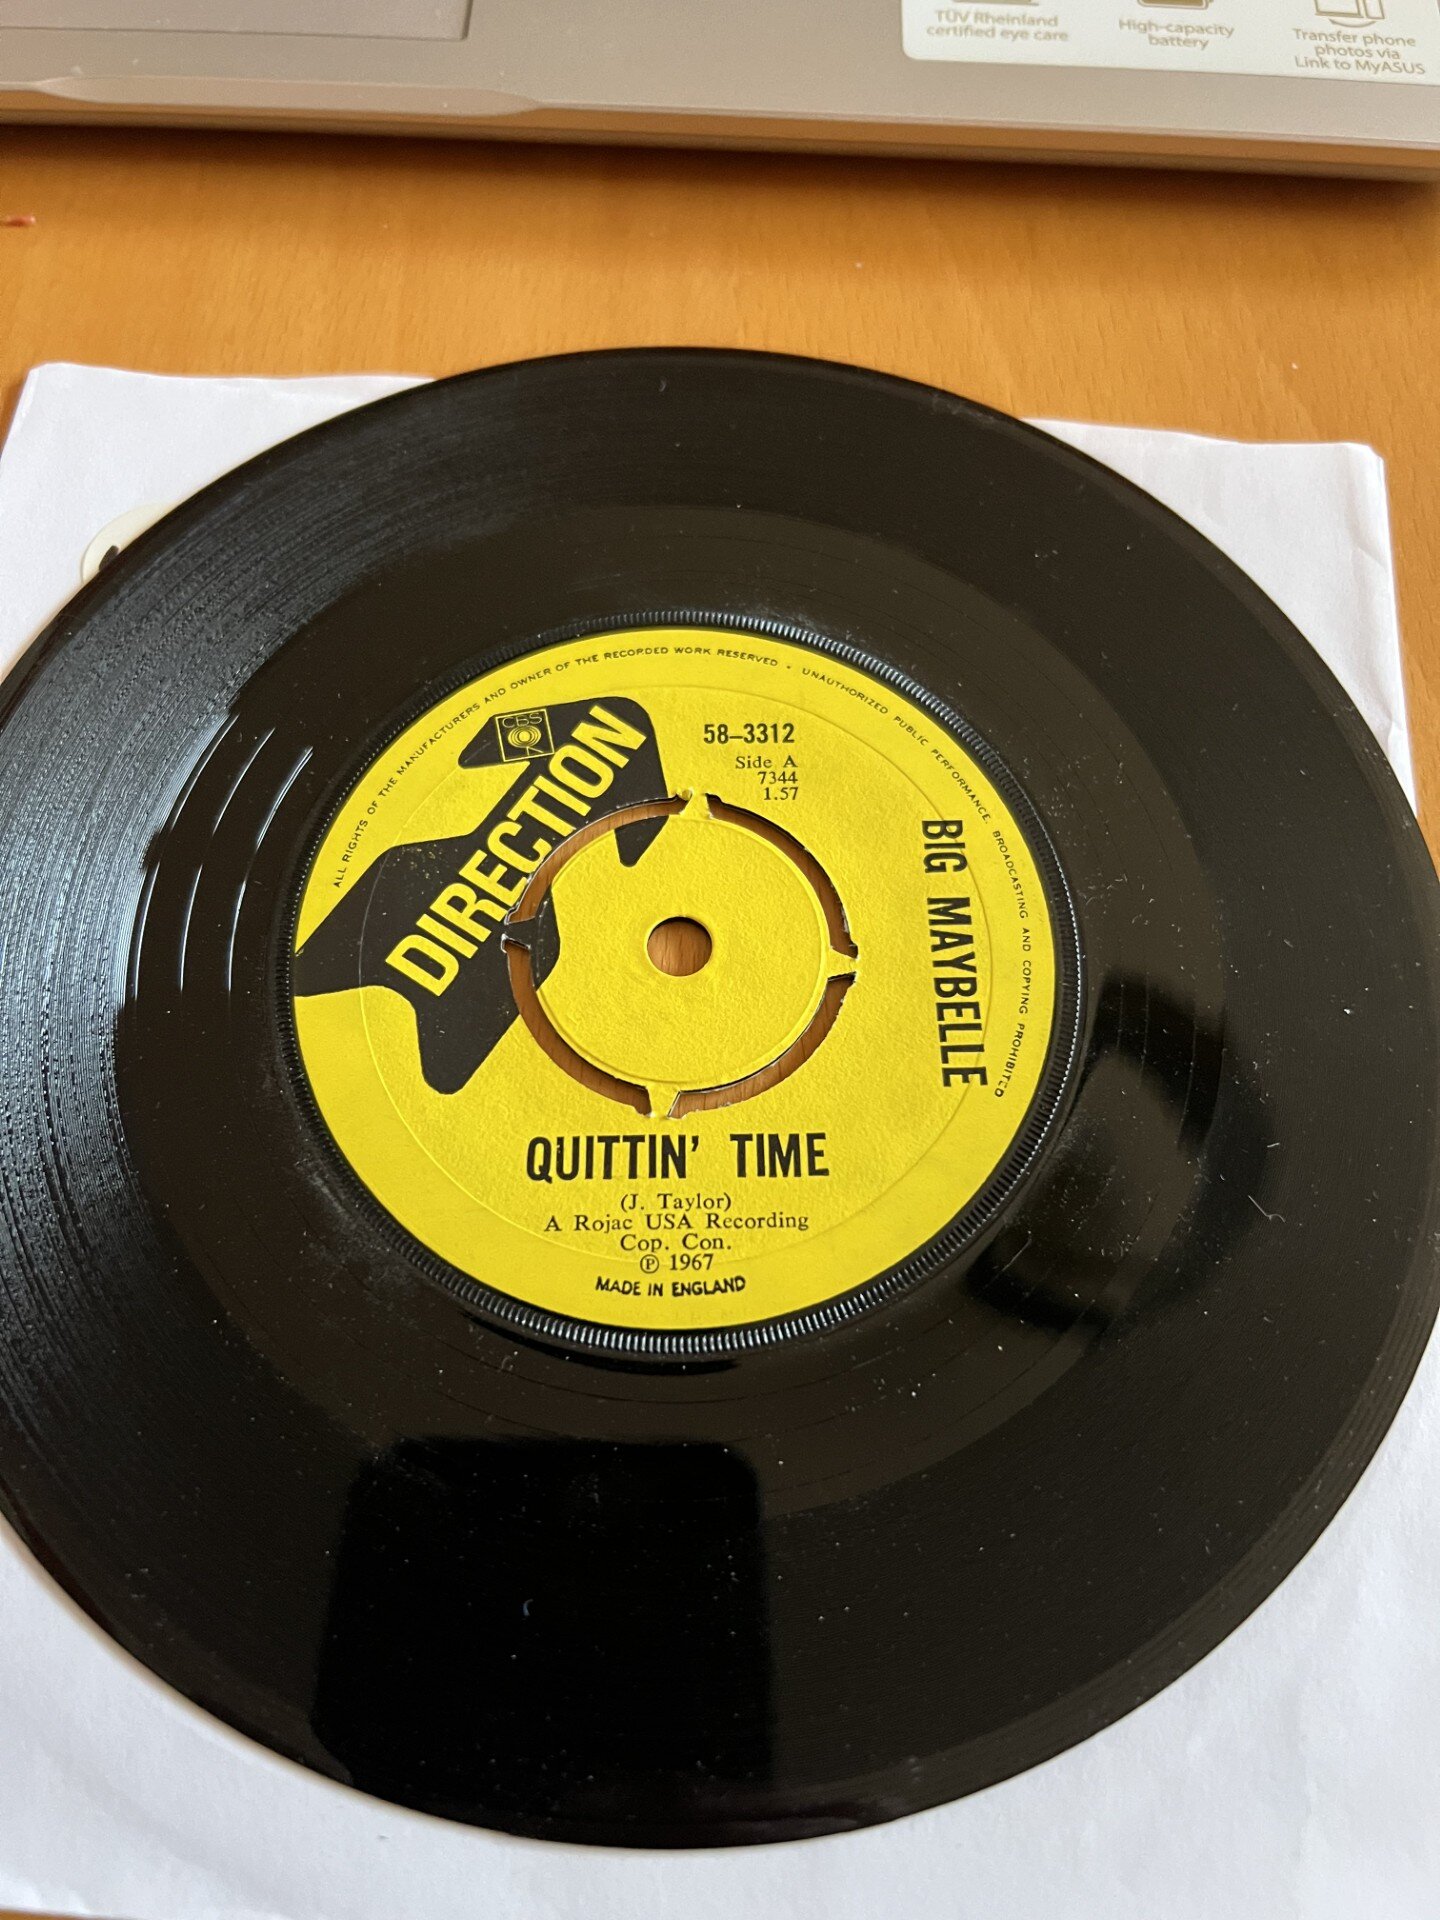 TÜV Rheinland
certified eye care
High-capacity
battery
Transfer phone
photos via
Link to MyASUS
ALL RIGHTS OF THE MANUFACTURERS AND OWNER OF THE RECORDED WORK RESERVED • UNAUTHORIZED PUBLIC PERFORMANCE, BROADCASTING AND COPYING PROHIBITED
CBS
DIRECTION
58-3312
Side A
7344
1.57
BIG MAYBELLE
QUITTIN' TIME
(J. Taylor)
A Rojac USA Recording
Cop. Con.
℗ 1967
MADE IN ENGLAND